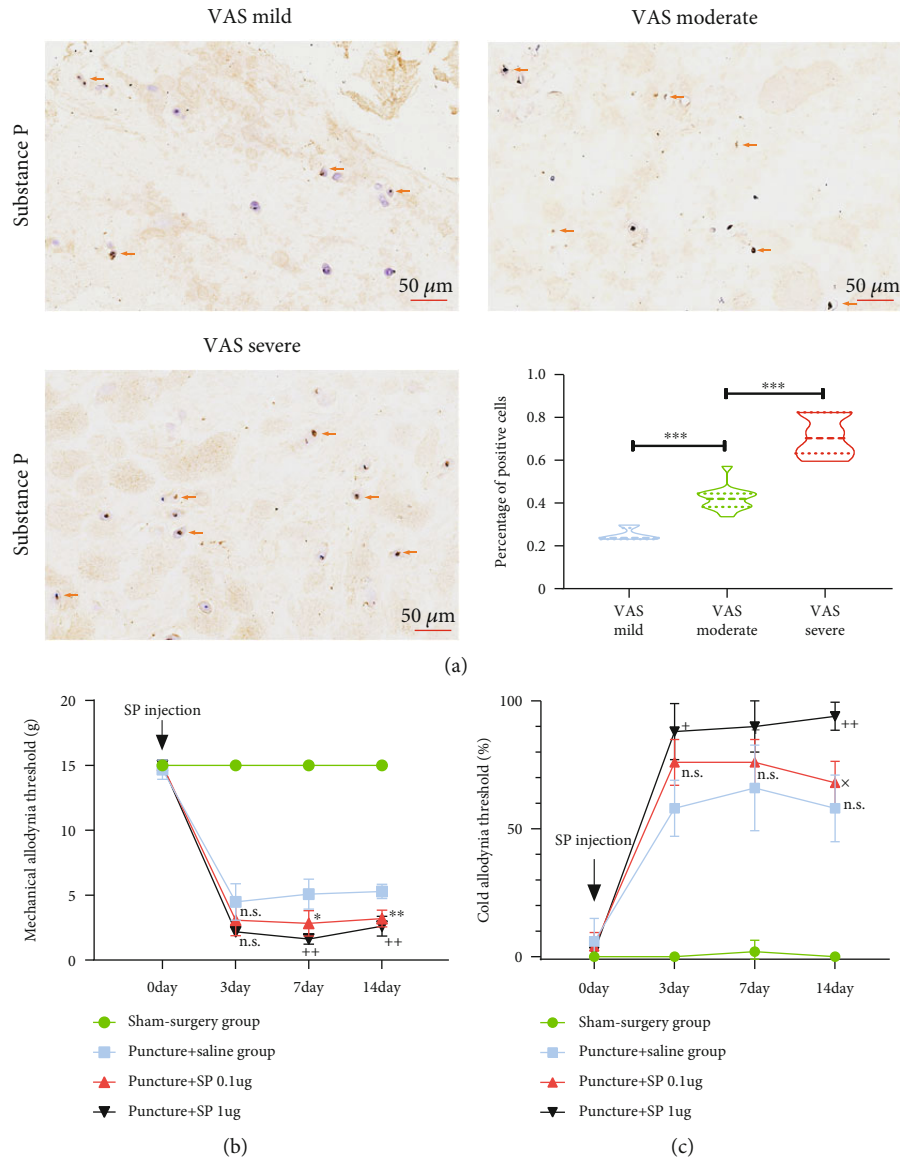 VAS mild
VAS moderate
Substance P
50 µm
50 µm
VAS severe
Substance P
50 µm
Percentage of positive cells
1.0
0.8
0.6
0.4
0.2
0
***
***
VAS
mild
VAS
moderate
VAS
severe
(a)
Mechanical allodynia threshold (g)
20
15
10
5
0
SP injection
n.s.
n.s.
*
++
**
++
0day
3day
7day
14day
Sham-surgery group
Puncture+saline group
Puncture+SP 0.1ug
Puncture+SP 1ug
(b)
Cold allodynia threshold (%)
100
50
0
SP injection
+
n.s.
n.s.
++
×
n.s.
0day
3day
7day
14day
Sham-surgery group
Puncture+saline group
Puncture+SP 0.1ug
Puncture+SP 1ug
(c)